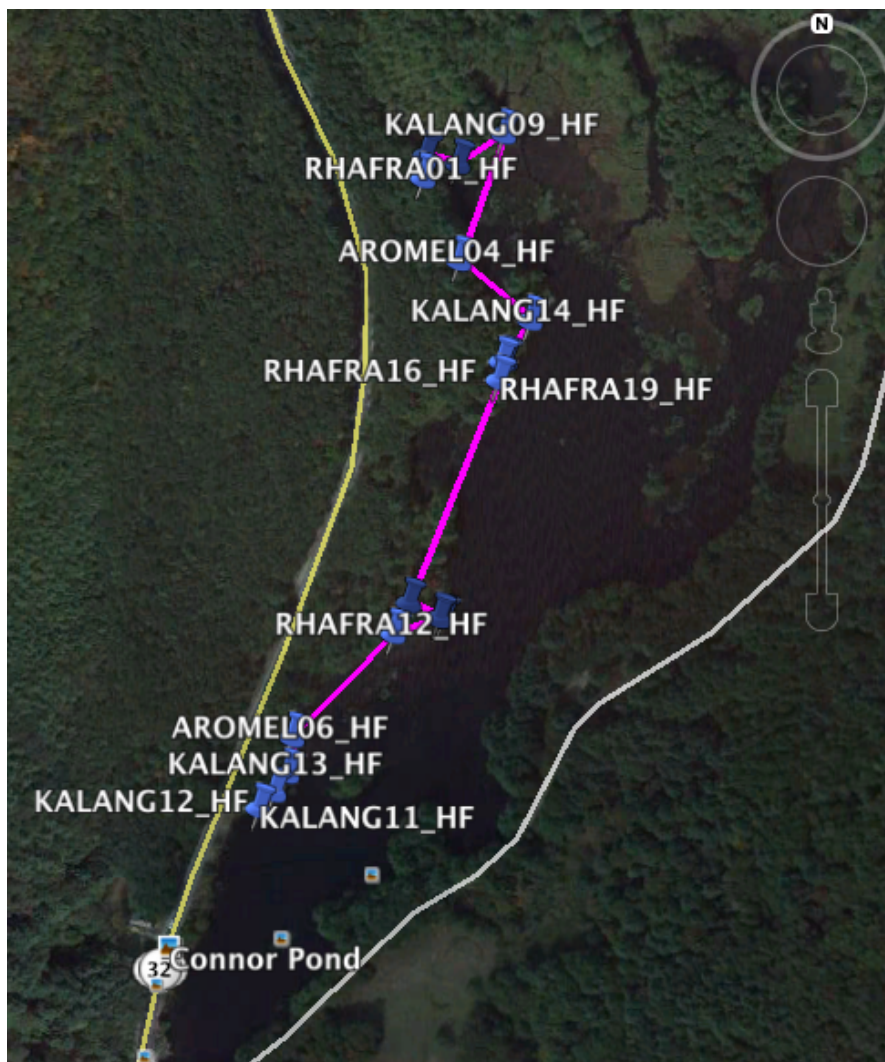 N
KALANG09_HF
RHAFRA01_HF
AROMEL04_HF
KALANG14_HF
RHAFRA16_HF
RHAFRA19_HF
RHAFRA12_HF
AROMEL06_HF
KALANG13_HF
KALANG12_HF
KALANG11_HF
Connor Pond
32